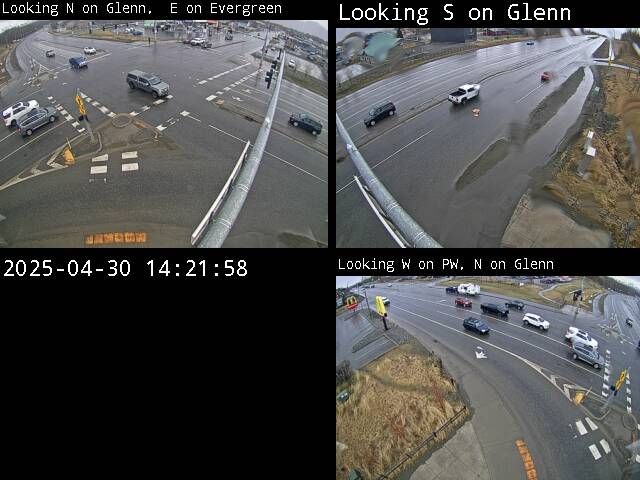 Looking N on Glenn,  E on Evergreen
Looking S on Glenn
2025-04-30 14:21:58
Looking W on PW, N on Glenn